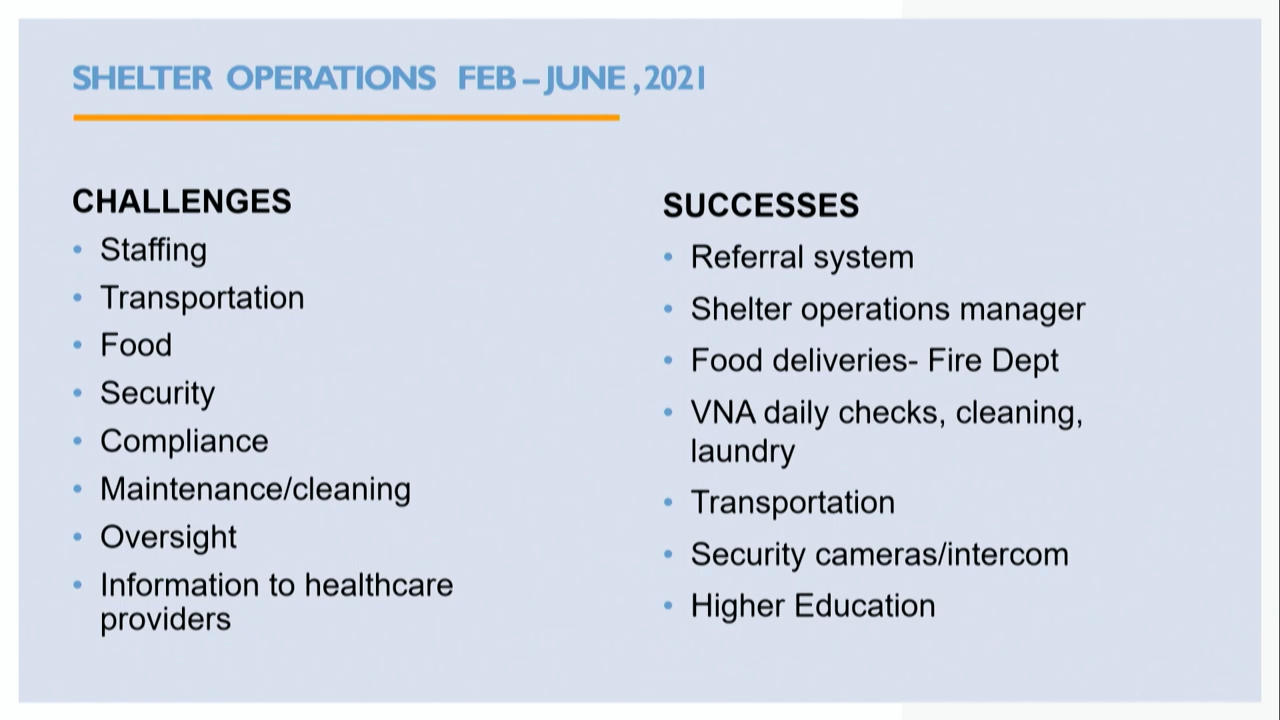 SHELTER OPERATIONS FEB – JUNE , 2021
CHALLENGES
• Staffing
• Transportation
• Food
• Security
• Compliance
• Maintenance/cleaning
• Oversight
• Information to healthcare
providers
SUCCESSES
• Referral system
• Shelter operations manager
• Food deliveries- Fire Dept
• VNA daily checks, cleaning,
laundry
• Transportation
• Security cameras/intercom
• Higher Education